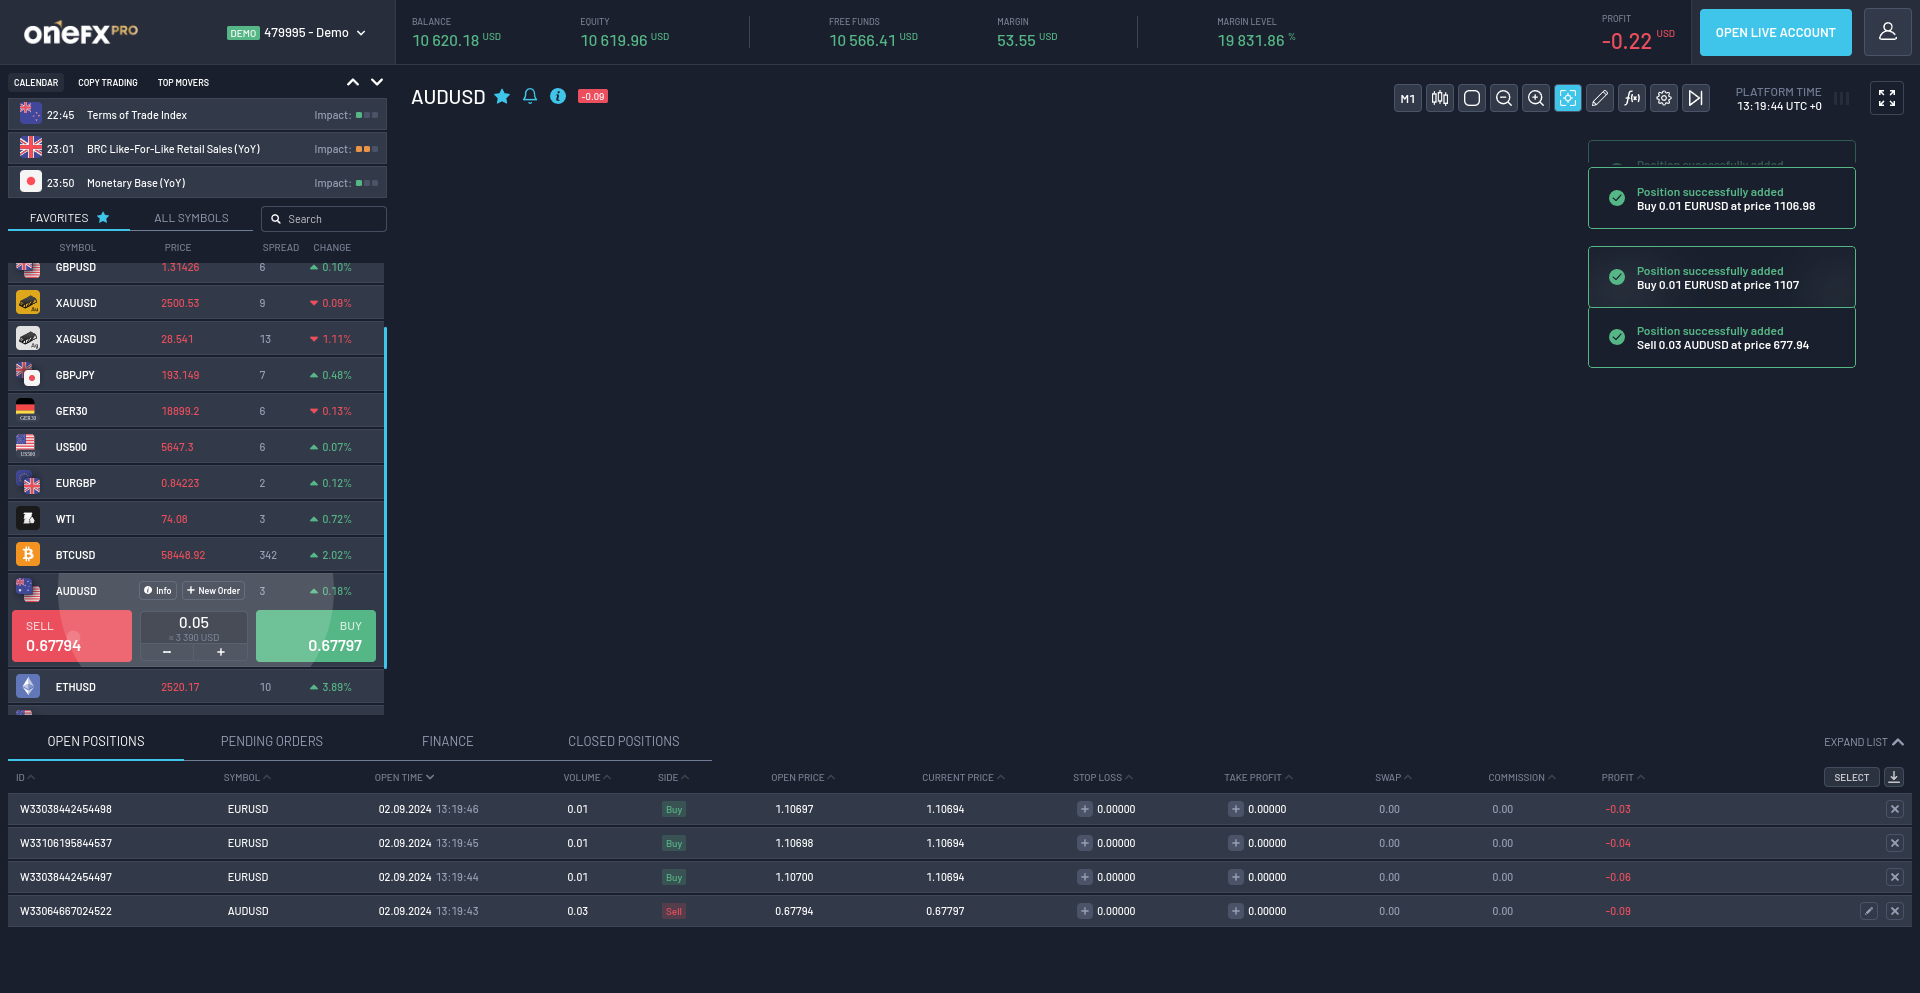 oneFX PRO
DEMO 479995 - Demo
BALANCE
10 620.18 USD
EQUITY
10 619.96 USD
FREE FUNDS
10 566.41 USD
MARGIN
53.55 USD
MARGIN LEVEL
19 831.86 %
PROFIT
-0.22 USD
OPEN LIVE ACCOUNT
CALENDAR COPY TRADING TOP MOVERS
22:45 Terms of Trade Index Impact:
23:01 BRC Like-For-Like Retail Sales (YoY) Impact:
23:50 Monetary Base (YoY) Impact:
FAVORITES ALL SYMBOLS Search
SYMBOL PRICE SPREAD CHANGE
GBPUSD 1.31426 6 0.10%
XAUUSD 2500.53 9 0.09%
XAGUSD 28.541 13 1.11%
GBPJPY 193.149 7 0.48%
GER30 18899.2 6 0.13%
US500 5647.3 6 0.07%
EURGBP 0.84223 2 0.12%
WTI 74.08 3 0.72%
BTCUSD 58448.92 342 2.02%
AUDUSD Info + New Order 3 0.18%
SELL
0.67794
0.05
≈ 3 390 USD
− +
BUY
0.67797
ETHUSD 2520.17 10 3.89%
AUDUSD -0.09
M1 f(x)
PLATFORM TIME
13:19:44 UTC +0
Position successfully added
Position successfully added
Buy 0.01 EURUSD at price 1106.98
Position successfully added
Buy 0.01 EURUSD at price 1107
Position successfully added
Sell 0.03 AUDUSD at price 677.94
OPEN POSITIONS PENDING ORDERS FINANCE CLOSED POSITIONS EXPAND LIST
ID SYMBOL OPEN TIME VOLUME SIDE OPEN PRICE CURRENT PRICE STOP LOSS TAKE PROFIT SWAP COMMISSION PROFIT SELECT
W33038442454498 EURUSD 02.09.2024 13:19:46 0.01 Buy 1.10697 1.10694 + 0.00000 + 0.00000 0.00 0.00 -0.03
W33106195844537 EURUSD 02.09.2024 13:19:45 0.01 Buy 1.10698 1.10694 + 0.00000 + 0.00000 0.00 0.00 -0.04
W33038442454497 EURUSD 02.09.2024 13:19:44 0.01 Buy 1.10700 1.10694 + 0.00000 + 0.00000 0.00 0.00 -0.06
W33064667024522 AUDUSD 02.09.2024 13:19:43 0.03 Sell 0.67794 0.67797 + 0.00000 + 0.00000 0.00 0.00 -0.09